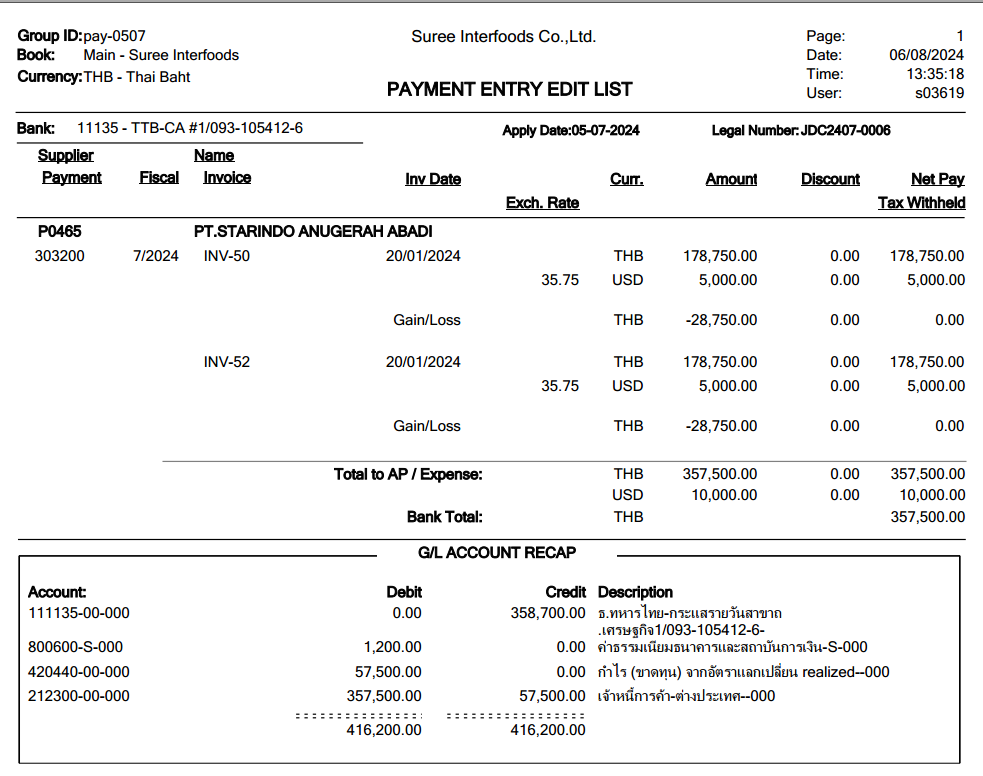 Group ID:pay-0507 Suree Interfoods Co.,Ltd. Page: 1
Book: Main - Suree Interfoods Date: 06/08/2024
Currency:THB - Thai Baht Time: 13:35:18
PAYMENT ENTRY EDIT LIST User: s03619
Bank: 11135 - TTB-CA #1/093-105412-6 Apply Date:05-07-2024 Legal Number:JDC2407-0006
Supplier Name
Payment Fiscal Invoice Inv Date Curr. Amount Discount Net Pay
Exch. Rate Tax Withheld
P0465 PT.STARINDO ANUGERAH ABADI
303200 7/2024 INV-50 20/01/2024 THB 178,750.00 0.00 178,750.00
35.75 USD 5,000.00 0.00 5,000.00
Gain/Loss THB -28,750.00 0.00 0.00
INV-52 20/01/2024 THB 178,750.00 0.00 178,750.00
35.75 USD 5,000.00 0.00 5,000.00
Gain/Loss THB -28,750.00 0.00 0.00
Total to AP / Expense: THB 357,500.00 0.00 357,500.00
USD 10,000.00 0.00 10,000.00
Bank Total: THB 357,500.00
G/L ACCOUNT RECAP
Account: Debit Credit Description
111135-00-000 0.00 358,700.00 ธ.ทหารไทย-กระแสรายวันสาขาถ
.เศรษฐกิจ1/093-105412-6-
800600-S-000 1,200.00 0.00 ค่าธรรมเนียมธนาคารและสถาบันการเงิน-S-000
420440-00-000 57,500.00 0.00 กำไร (ขาดทุน) จากอัตราแลกเปลี่ยน realized--000
212300-00-000 357,500.00 57,500.00 เจ้าหนี้การค้า-ต่างประเทศ--000
416,200.00 416,200.00